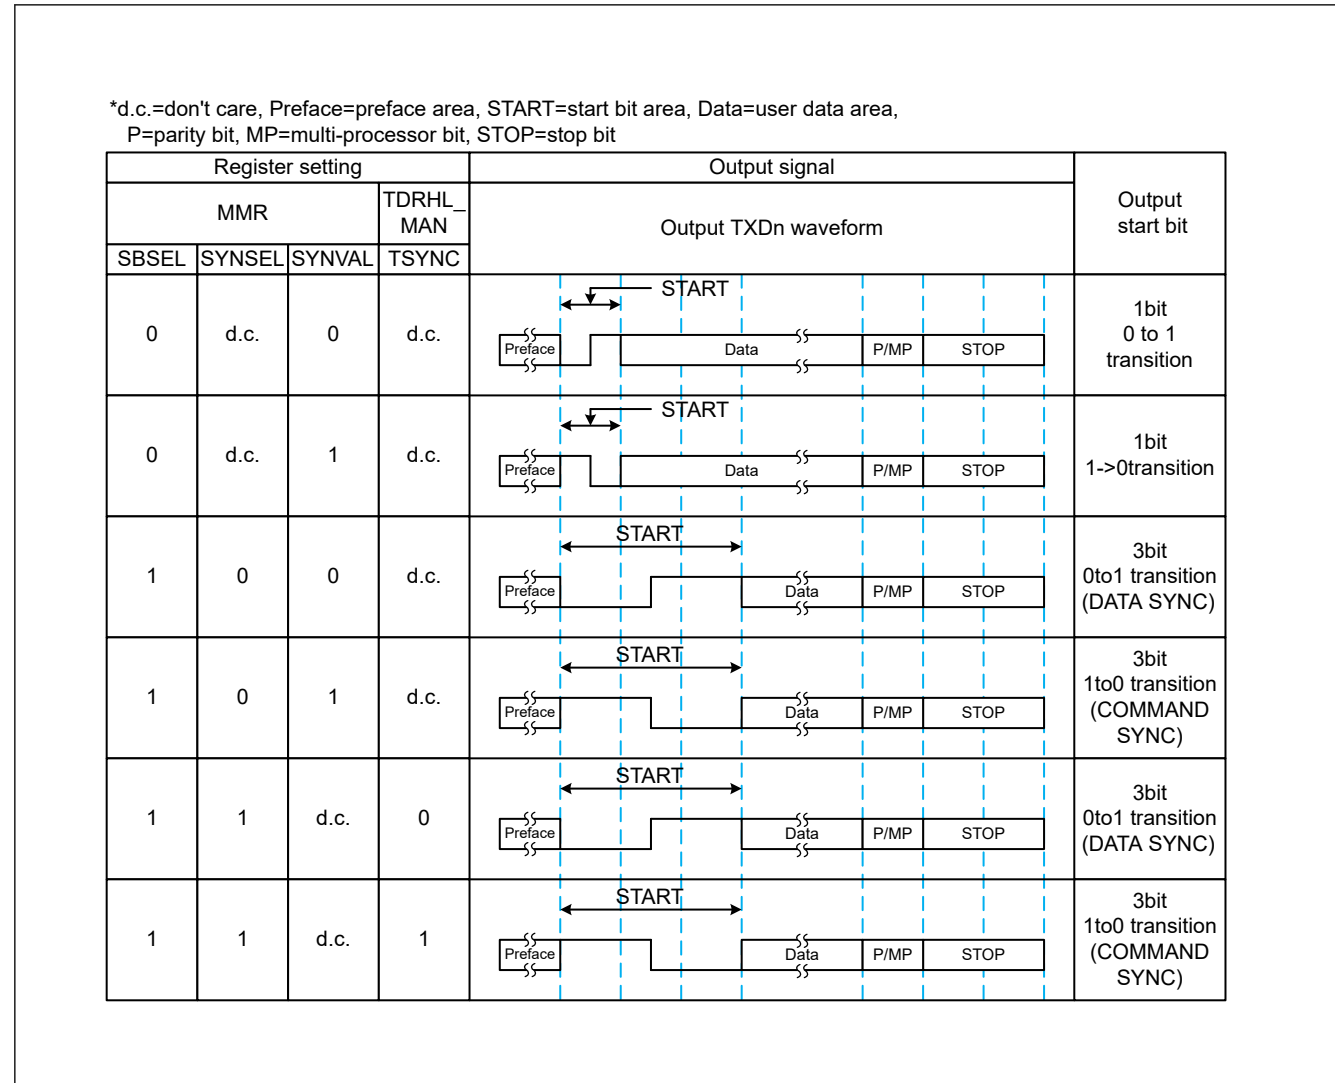 *d.c.=don't care, Preface=preface area, START=start bit area, Data=user data area,
P=parity bit, MP=multi-processor bit, STOP=stop bit
Register setting
Output signal
Output
start bit
MMR
TDRHL_
MAN
Output TXDn waveform
SBSEL
SYNSEL
SYNVAL
TSYNC
0
d.c.
0
d.c.
START
Preface
Data
P/MP
STOP
1bit
0 to 1
transition
0
d.c.
1
d.c.
START
Preface
Data
P/MP
STOP
1bit
1->0transition
1
0
0
d.c.
START
Preface
Data
P/MP
STOP
3bit
0to1 transition
(DATA SYNC)
1
0
1
d.c.
START
Preface
Data
P/MP
STOP
3bit
1to0 transition
(COMMAND
SYNC)
1
1
d.c.
0
START
Preface
Data
P/MP
STOP
3bit
0to1 transition
(DATA SYNC)
1
1
d.c.
1
START
Preface
Data
P/MP
STOP
3bit
1to0 transition
(COMMAND
SYNC)